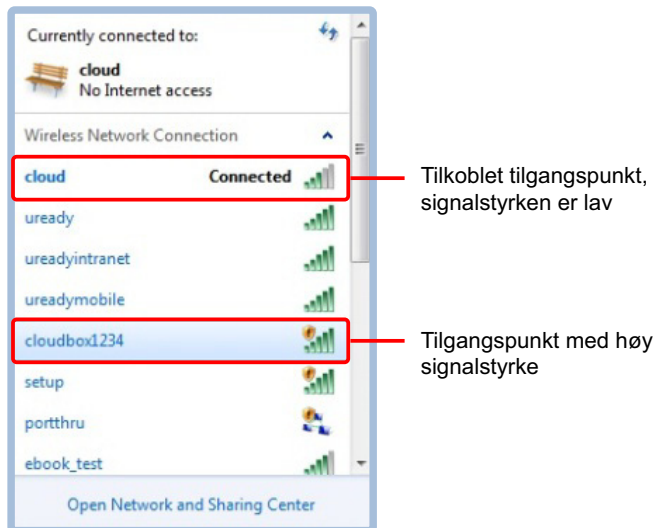 Currently connected to:
cloud
No Internet access
Wireless Network Connection
cloud Connected
Tilkoblet tilgangspunkt,
signalstyrken er lav
uready
ureadyintranet
ureadymobile
cloudbox1234
Tilgangspunkt med høy
signalstyrke
setup
portthru
ebook_test
Open Network and Sharing Center